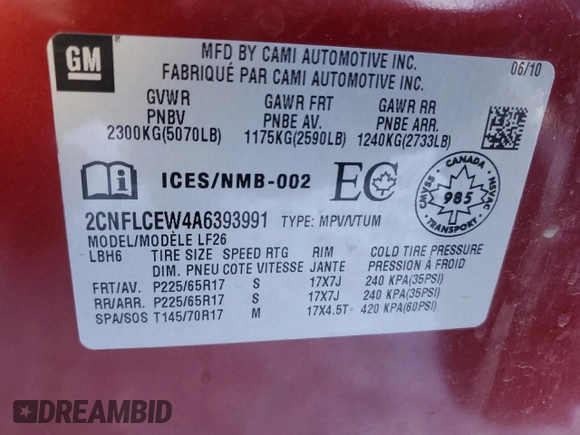 GM
MFD BY CAMI AUTOMOTIVE INC.
FABRIQUÉ PAR CAMI AUTOMOTIVE INC.
06/10
GVWR GAWR FRT GAWR RR
PNBV PNBE AV. PNBE ARR.
2300KG(5070LB) 1175KG(2590LB) 1240KG(2733LB)
ICES/NMB-002 EC
CANADA
CMVSS 985 NSVAC
TRANSPORT
2CNFLCEW4A6393991 TYPE: MPV/VTUM
MODEL/MODÈLE LF26
LBH6 TIRE SIZE SPEED RTG RIM COLD TIRE PRESSURE
DIM. PNEU COTE VITESSE JANTE PRESSION À FROID
FRT/AV. P225/65R17 S 17X7J 240 KPA(35PSI)
RR/ARR. P225/65R17 S 17X7J 240 KPA(35PSI)
SPA/SOS T145/70R17 M 17X4.5T 420 KPA(60PSI)
DREAMBID